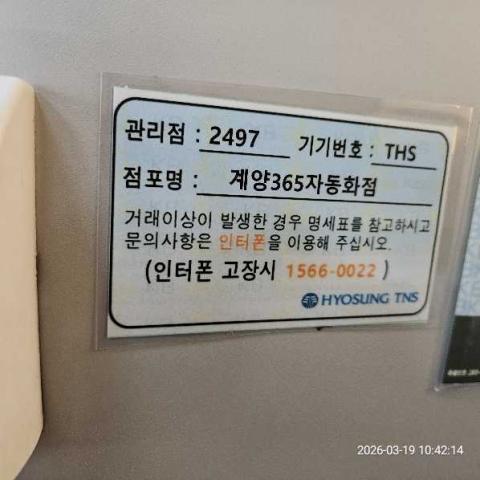 관리점 : 2497 기기번호 : THS
점포명 : 계양365자동화점
거래이상이 발생한 경우 명세표를 참고하시고
문의사항은 인터폰을 이용해 주십시오.
(인터폰 고장시 1566-0022 )
HYOSUNG TNS
2026-03-19 10:42:14